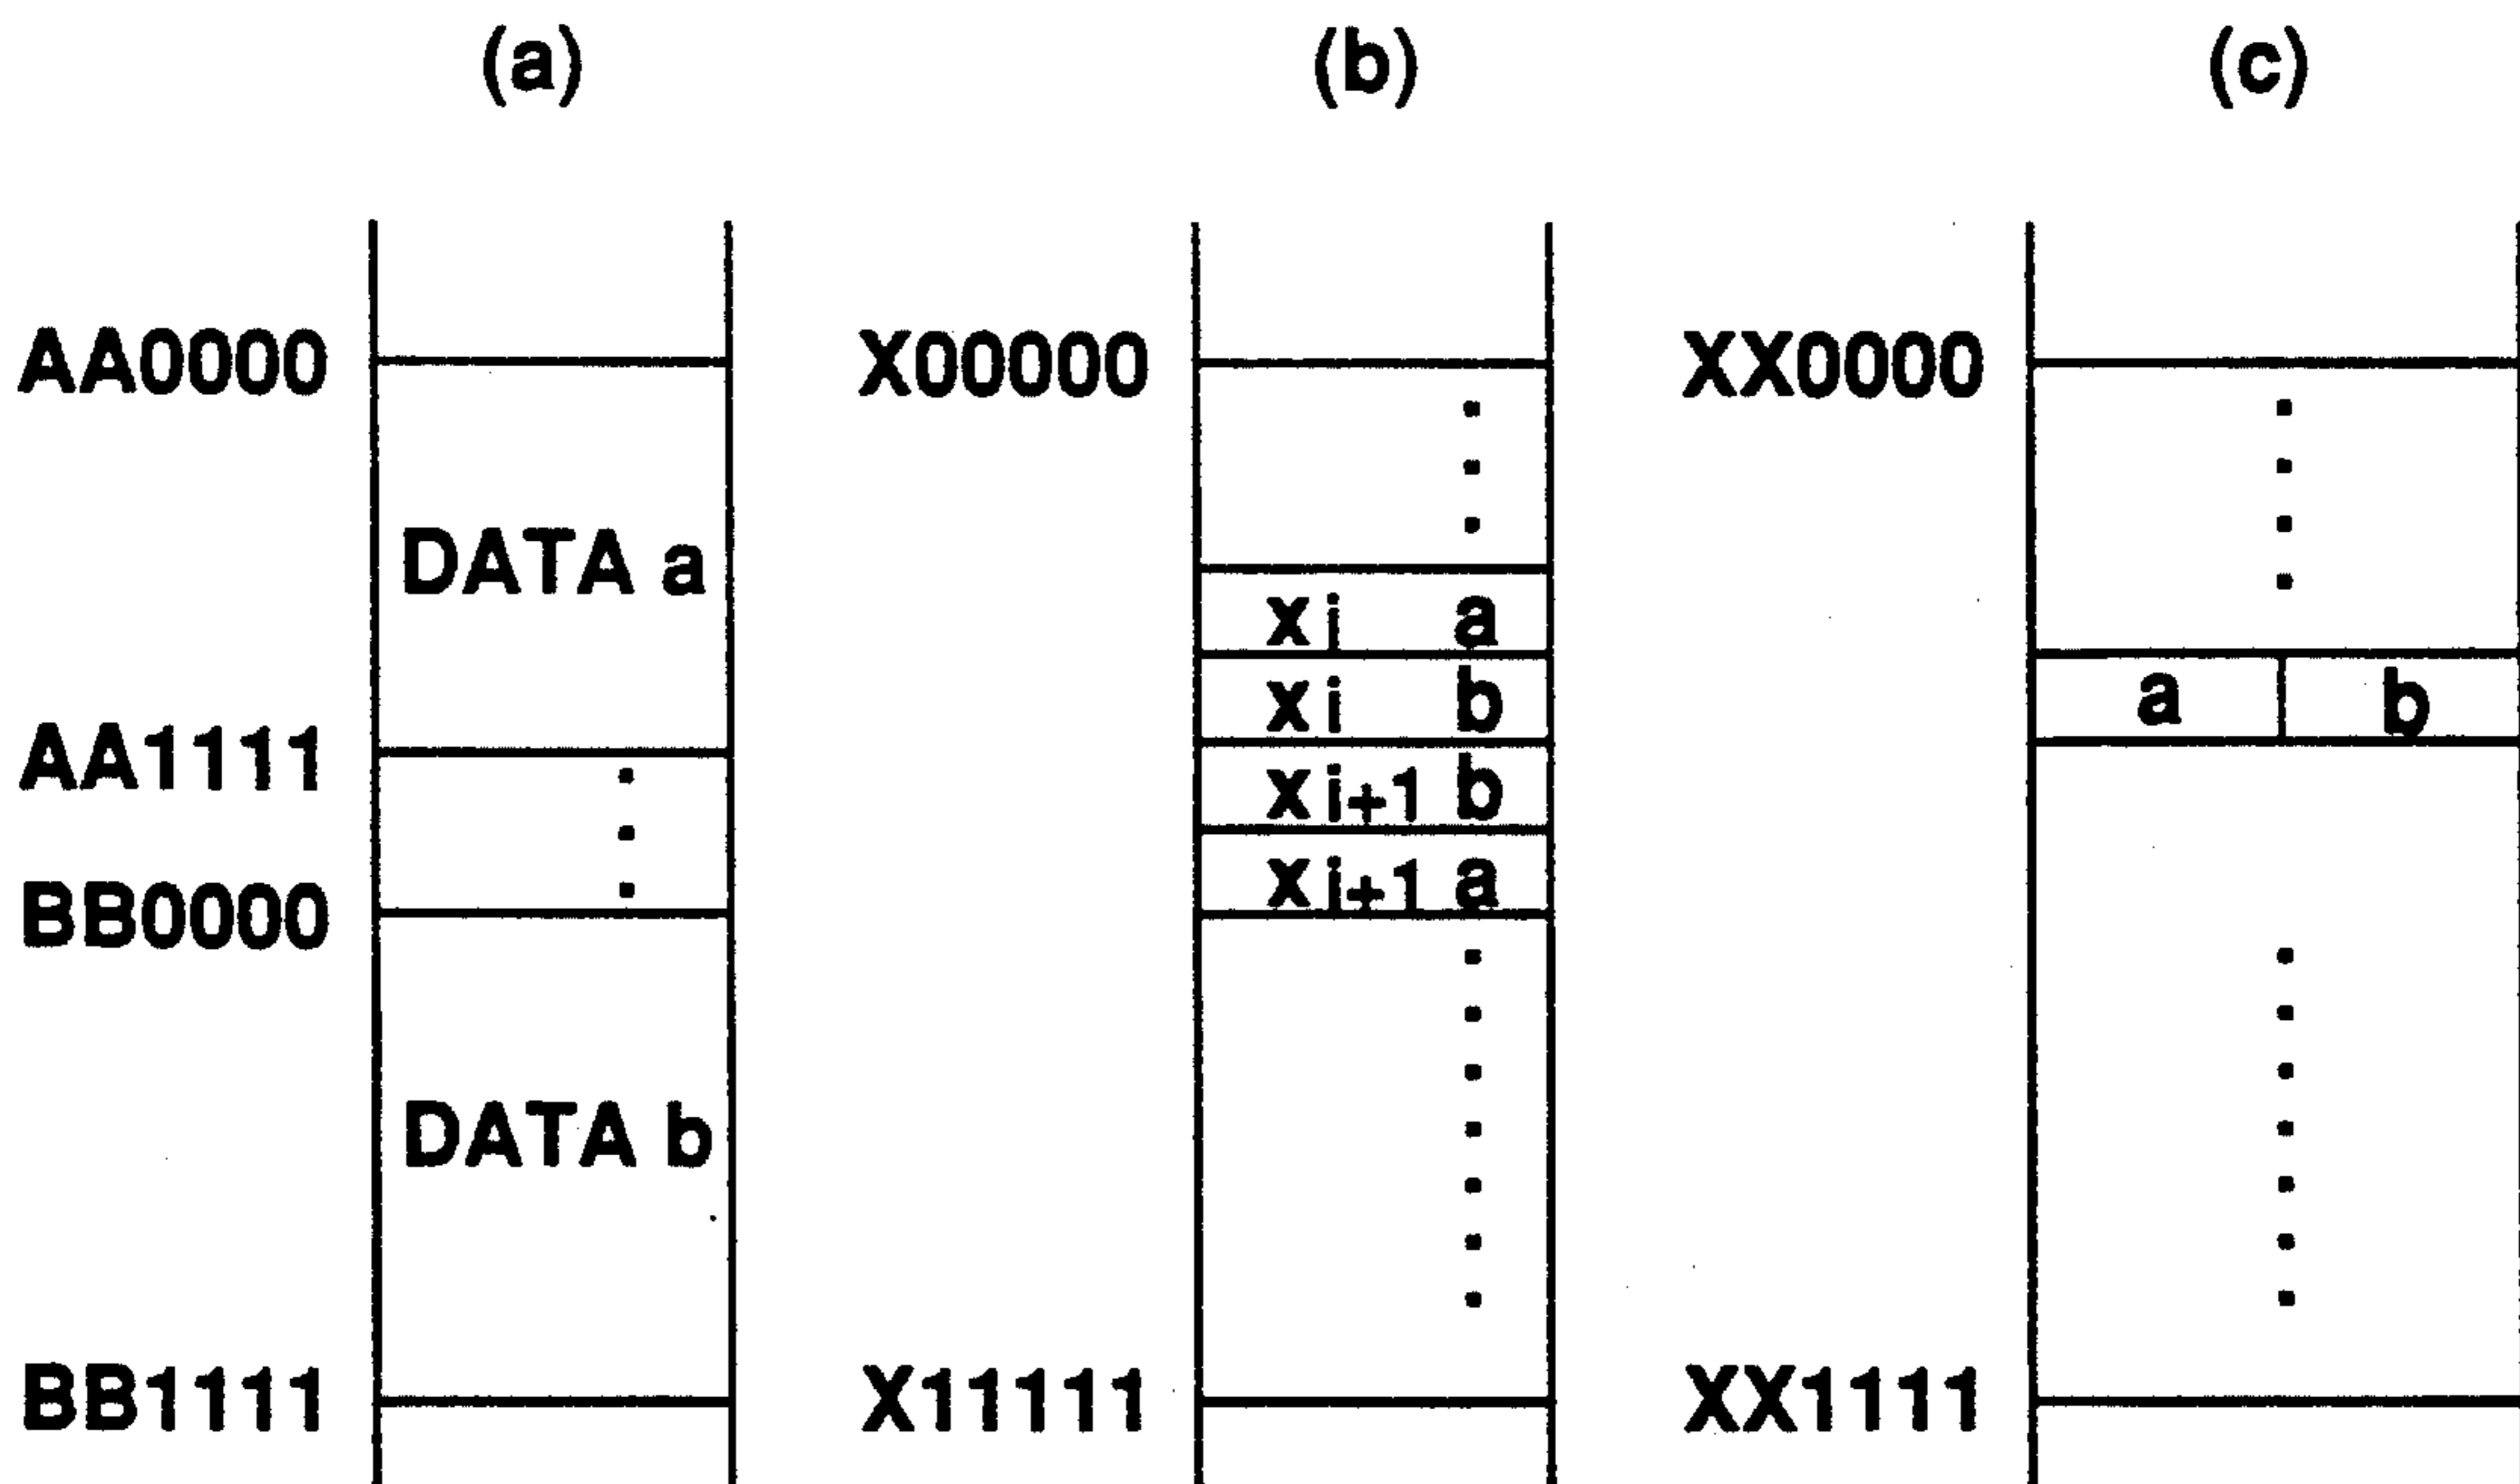 (a) (b) (c)
AA0000
DATA a
AA1111
BB0000
DATA b
BB1111
X00000
xi a
xi b
xi+1 b
xi+1 a
X11111
XX0000
a b
XX1111